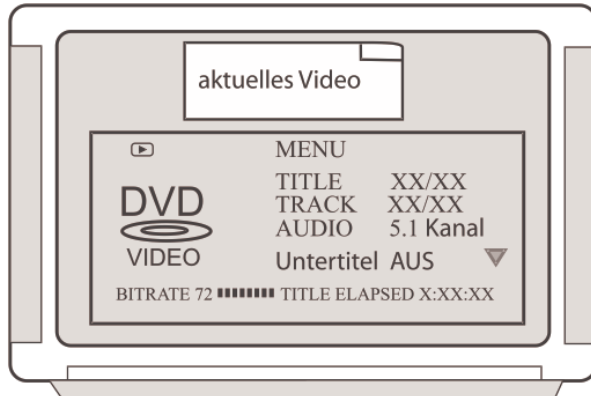 aktuelles Video
MENU
DVD
VIDEO
TITLE XX/XX
TRACK XX/XX
AUDIO 5.1 Kanal
Untertitel AUS
BITRATE 72 TITLE ELAPSED X:XX:XX